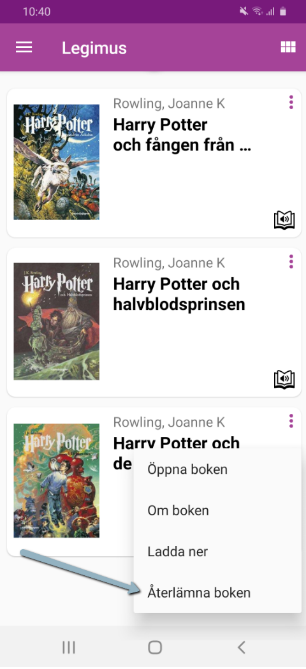 10:40
Legimus
Rowling, Joanne K
Harry Potter
och fången från ...
Harry Potter
Rowling, Joanne K
Harry Potter och
halvblodsprinsen
Harry Potter
Rowling, Joanne K
Harry Potter och
de
Harry Potter
Öppna boken
Om boken
Ladda ner
Återlämna boken